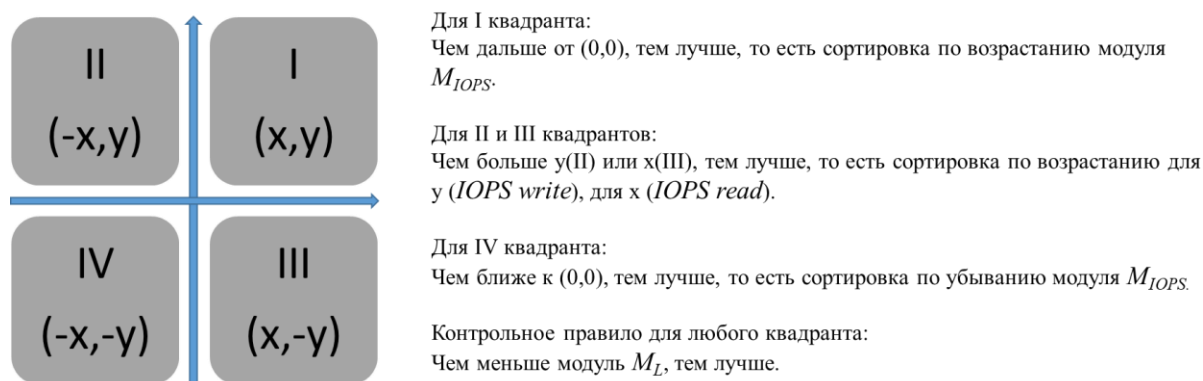 II
(-x,y)
I
(x,y)
IV
(-x,-y)
III
(x,-y)
Для I квадранта:
Чем дальше от (0,0), тем лучше, то есть сортировка по возрастанию модуля
M_IOPS.
Для II и III квадрантов:
Чем больше y(II) или x(III), тем лучше, то есть сортировка по возрастанию для
y (IOPS write), для x (IOPS read).
Для IV квадранта:
Чем ближе к (0,0), тем лучше, то есть сортировка по убыванию модуля M_IOPS.
Контрольное правило для любого квадранта:
Чем меньше модуль M_L, тем лучше.